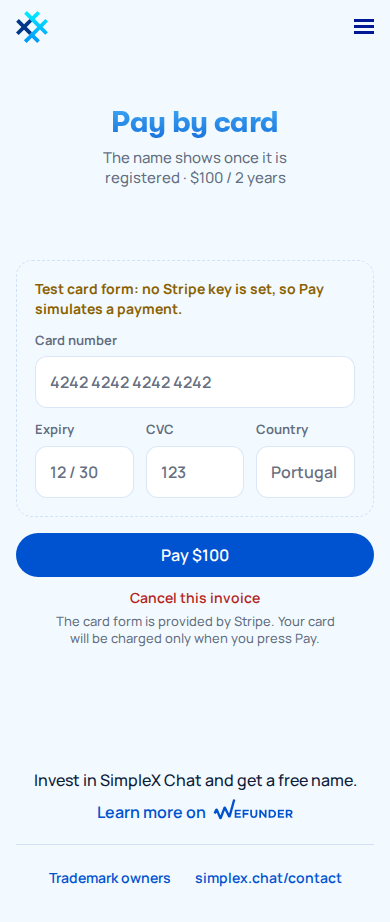 Pay by card
The name shows once it is
registered · $100 / 2 years
Test card form: no Stripe key is set, so Pay
simulates a payment.
Card number
4242 4242 4242 4242
Expiry CVC Country
12 / 30 123 Portugal
Pay $100
Cancel this invoice
The card form is provided by Stripe. Your card
will be charged only when you press Pay.
Invest in SimpleX Chat and get a free name.
Learn more on WEFUNDER
Trademark owners simplex.chat/contact